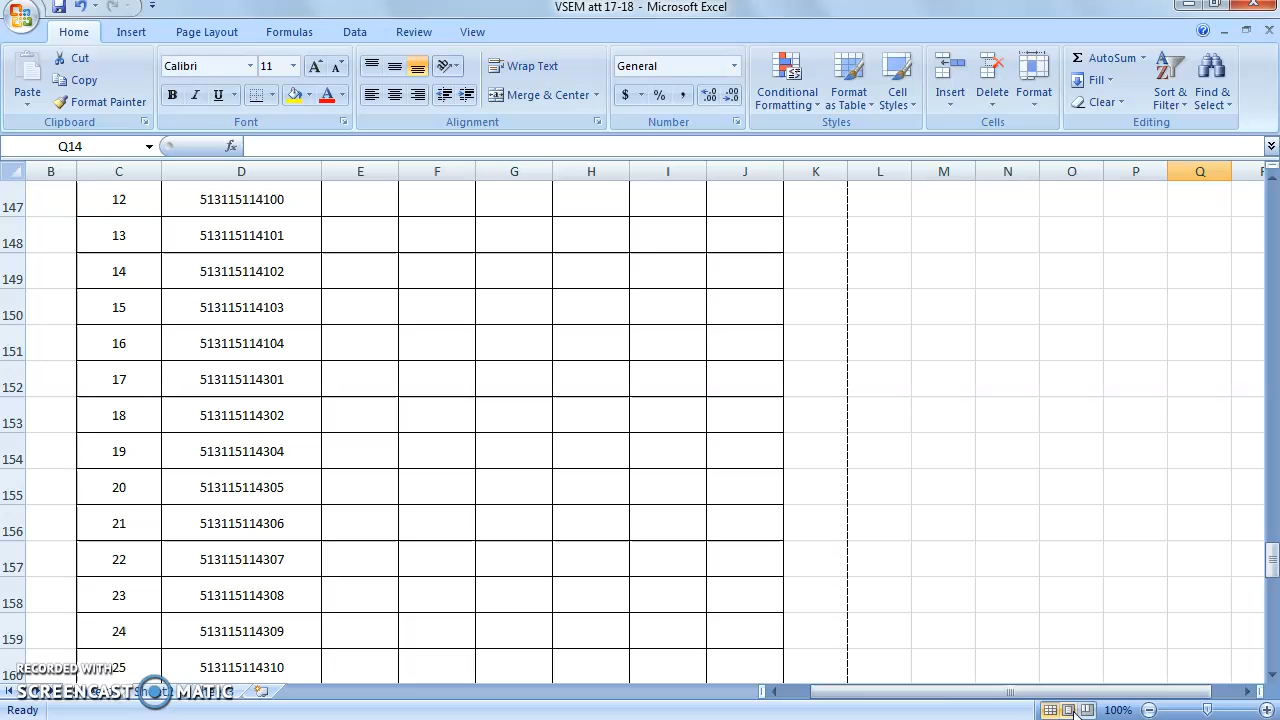 VSEM att 17-18 - Microsoft Excel
Home Insert Page Layout Formulas Data Review View
Paste
Cut
Copy
Format Painter
Clipboard
Calibri 11
B I U
Font
Wrap Text
Merge & Center
Alignment
General
$ % ,
Number
Conditional Formatting
Format as Table
Cell Styles
Styles
Insert Delete Format
Cells
Σ AutoSum
Fill
Clear
Sort & Filter
Find & Select
Editing
Q14 fx
B C D E F G H I J K L M N O P Q
147 12 513115114100
148 13 513115114101
149 14 513115114102
150 15 513115114103
151 16 513115114104
152 17 513115114301
153 18 513115114302
154 19 513115114304
155 20 513115114305
156 21 513115114306
157 22 513115114307
158 23 513115114308
159 24 513115114309
160 25 513115114310
RECORDED WITH
SCREENCAST MATIC
Ready 100%